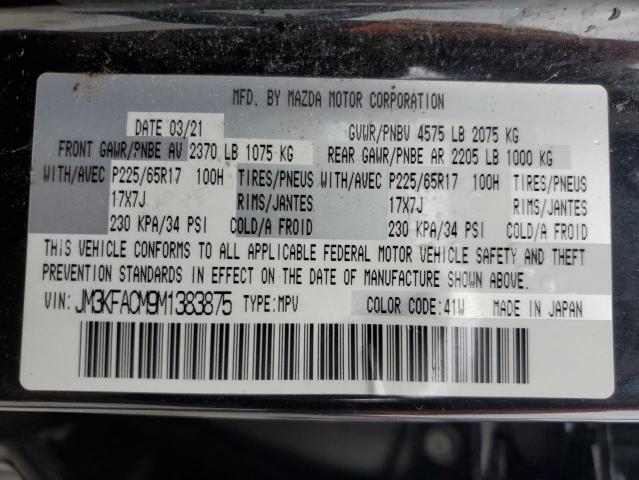 MFD. BY MAZDA MOTOR CORPORATION
DATE 03/21 GVWR/PNBV 4575 LB 2075 KG
FRONT GAWR/PNBE AV 2370 LB 1075 KG REAR GAWR/PNBE AR 2205 LB 1000 KG
WITH/AVEC P225/65R17 100H TIRES/PNEUS WITH/AVEC P225/65R17 100H TIRES/PNEUS
17X7J RIMS/JANTES 17X7J RIMS/JANTES
230 KPA/34 PSI COLD/A FROID 230 KPA/34 PSI COLD/A FROID
THIS VEHICLE CONFORMS TO ALL APPLICABLE FEDERAL MOTOR VEHICLE SAFETY AND THEFT
PREVENTION STANDARDS IN EFFECT ON THE DATE OF MANUFACTURE SHOWN ABOVE.
VIN: JM3KFACM9M1383875 TYPE:MPV COLOR CODE:41W MADE IN JAPAN